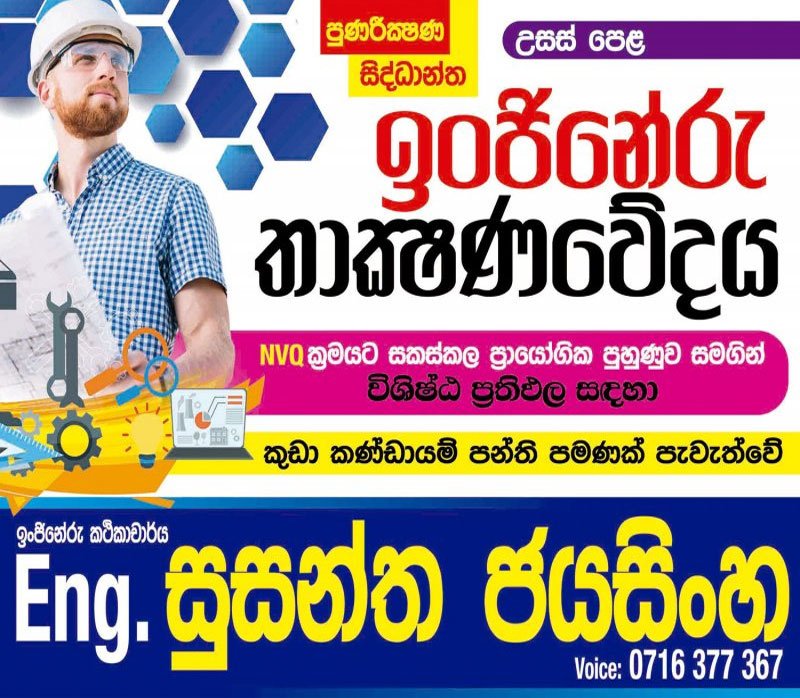 පුණරීක්ෂණ
සිද්ධාන්ත
උසස් පෙළ
ඉංජිනේරු
තාක්ෂණවේදය
NVQ ක්‍රමයට සකස්කල ප්‍රායෝගික පුහුණුව සමගින්
විශිෂ්ඨ ප්‍රතිඵල සඳහා
කුඩා කණ්ඩායම් පන්ති පමණක් පැවැත්වේ
ඉංජිනේරු කථිකාචාර්ය
Eng. සුසන්ත ජයසිංහ
Voice: 0716 377 367